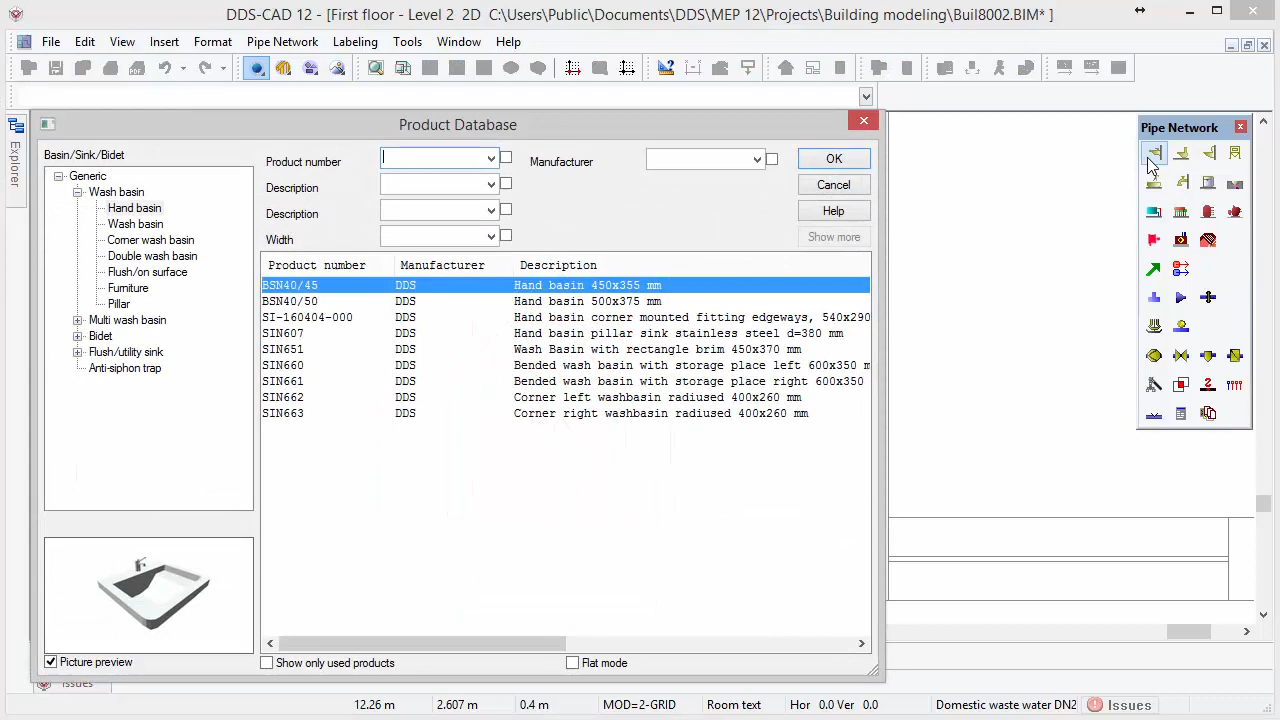 DDS-CAD 12 - [First floor - Level 2  2D  C:\Users\Public\Documents\DDS\MEP 12\Projects\Building modeling\Buil8002.BIM* ]
File Edit View Insert Format Pipe Network Labeling Tools Window Help
Explorer
Product Database
Pipe Network
Basin/Sink/Bidet
Generic
Wash basin
Hand basin
Wash basin
Corner wash basin
Double wash basin
Flush/on surface
Furniture
Pillar
Multi wash basin
Bidet
Flush/utility sink
Anti-siphon trap
Product number
Manufacturer
OK
Description
Cancel
Description
Help
Width
Show more
Product number Manufacturer Description
BSN40/45 DDS Hand basin 450x355 mm
BSN40/50 DDS Hand basin 500x375 mm
SI-160404-000 DDS Hand basin corner mounted fitting edgeways, 540x290
SIN607 DDS Hand basin pillar sink stainless steel d=380 mm
SIN651 DDS Wash Basin with rectangle brim 450x370 mm
SIN660 DDS Bended wash basin with storage place left 600x350 m
SIN661 DDS Bended wash basin with storage place right 600x350
SIN662 DDS Corner left washbasin radiused 400x260 mm
SIN663 DDS Corner right washbasin radiused 400x260 mm
Picture preview
Show only used products
Flat mode
Issues
12.26 m 2.607 m 0.4 m MOD=2-GRID Room text Hor 0.0 Ver 0.0 Domestic waste water DN2 Issues